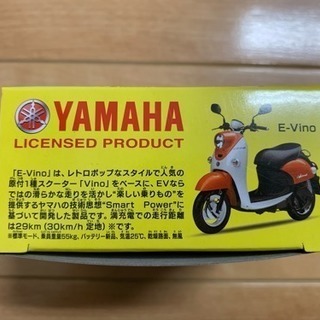 YAMAHA
LICENSED PRODUCT
E-Vino
「E-Vino」は、レトロポップなスタイルで人気の
原付1種スクーター「Vino」をベースに、EVなら
ではの滑らかな走りを活かし"楽しい乗りもの"を
提供するヤマハの技術思想"Smart Power"に
基づいて開発した製品です。満充電での走行距離
は29km（30km/h 定地）※です。
※標準モード、乗員重量55kg、バッテリー新品、気温25℃、乾燥路面、無風